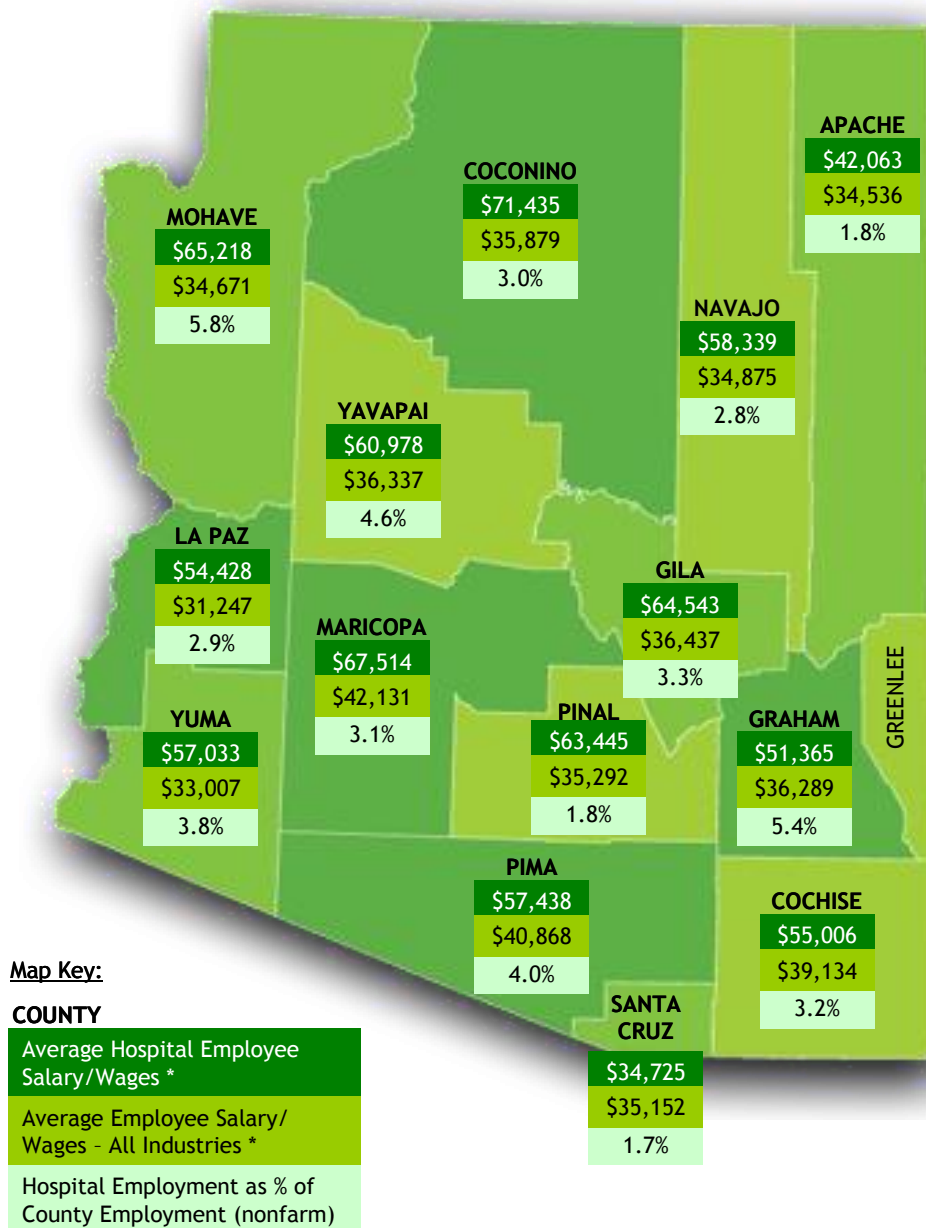 APACHE
$42,063
$34,536
1.8%
COCONINO
$71,435
$35,879
3.0%
MOHAVE
$65,218
$34,671
5.8%
NAVAJO
$58,339
$34,875
2.8%
YAVAPAI
$60,978
$36,337
4.6%
LA PAZ
$54,428
$31,247
2.9%
GILA
$64,543
$36,437
3.3%
MARICOPA
$67,514
$42,131
3.1%
GREENLEE
YUMA
$57,033
$33,007
3.8%
PINAL
$63,445
$35,292
1.8%
GRAHAM
$51,365
$36,289
5.4%
PIMA
$57,438
$40,868
4.0%
COCHISE
$55,006
$39,134
3.2%
SANTA
CRUZ
$34,725
$35,152
1.7%
Map Key:
COUNTY
Average Hospital Employee
Salary/Wages *
Average Employee Salary/
Wages – All Industries *
Hospital Employment as % of
County Employment (nonfarm)